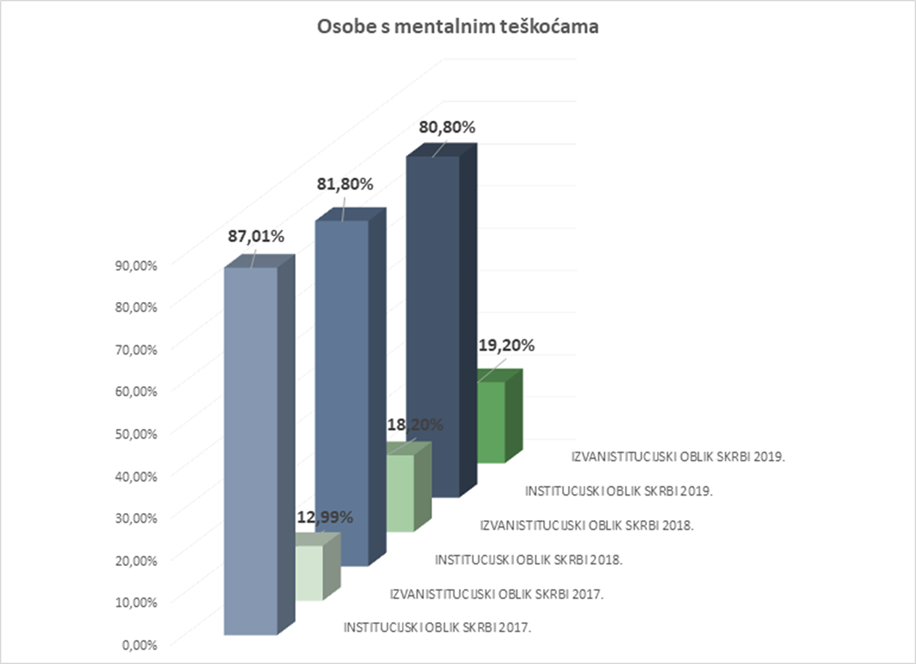 Osobe s mentalnim teškoćama
80,80%
81,80%
87,01%
90,00%
80,00%
70,00%
60,00%
50,00%
40,00%
30,00%
20,00%
10,00%
0,00%
19,20%
18,20%
12,99%
IZVANISTITUCIJSKI OBLIK SKRBI 2019.
INSTITUCIJSKI OBLIK SKRBI 2019.
IZVANISTITUCIJSKI OBLIK SKRBI 2018.
INSTITUCIJSKI OBLIK SKRBI 2018.
IZVANISTITUCIJSKI OBLIK SKRBI 2017.
INSTITUCIJSKI OBLIK SKRBI 2017.